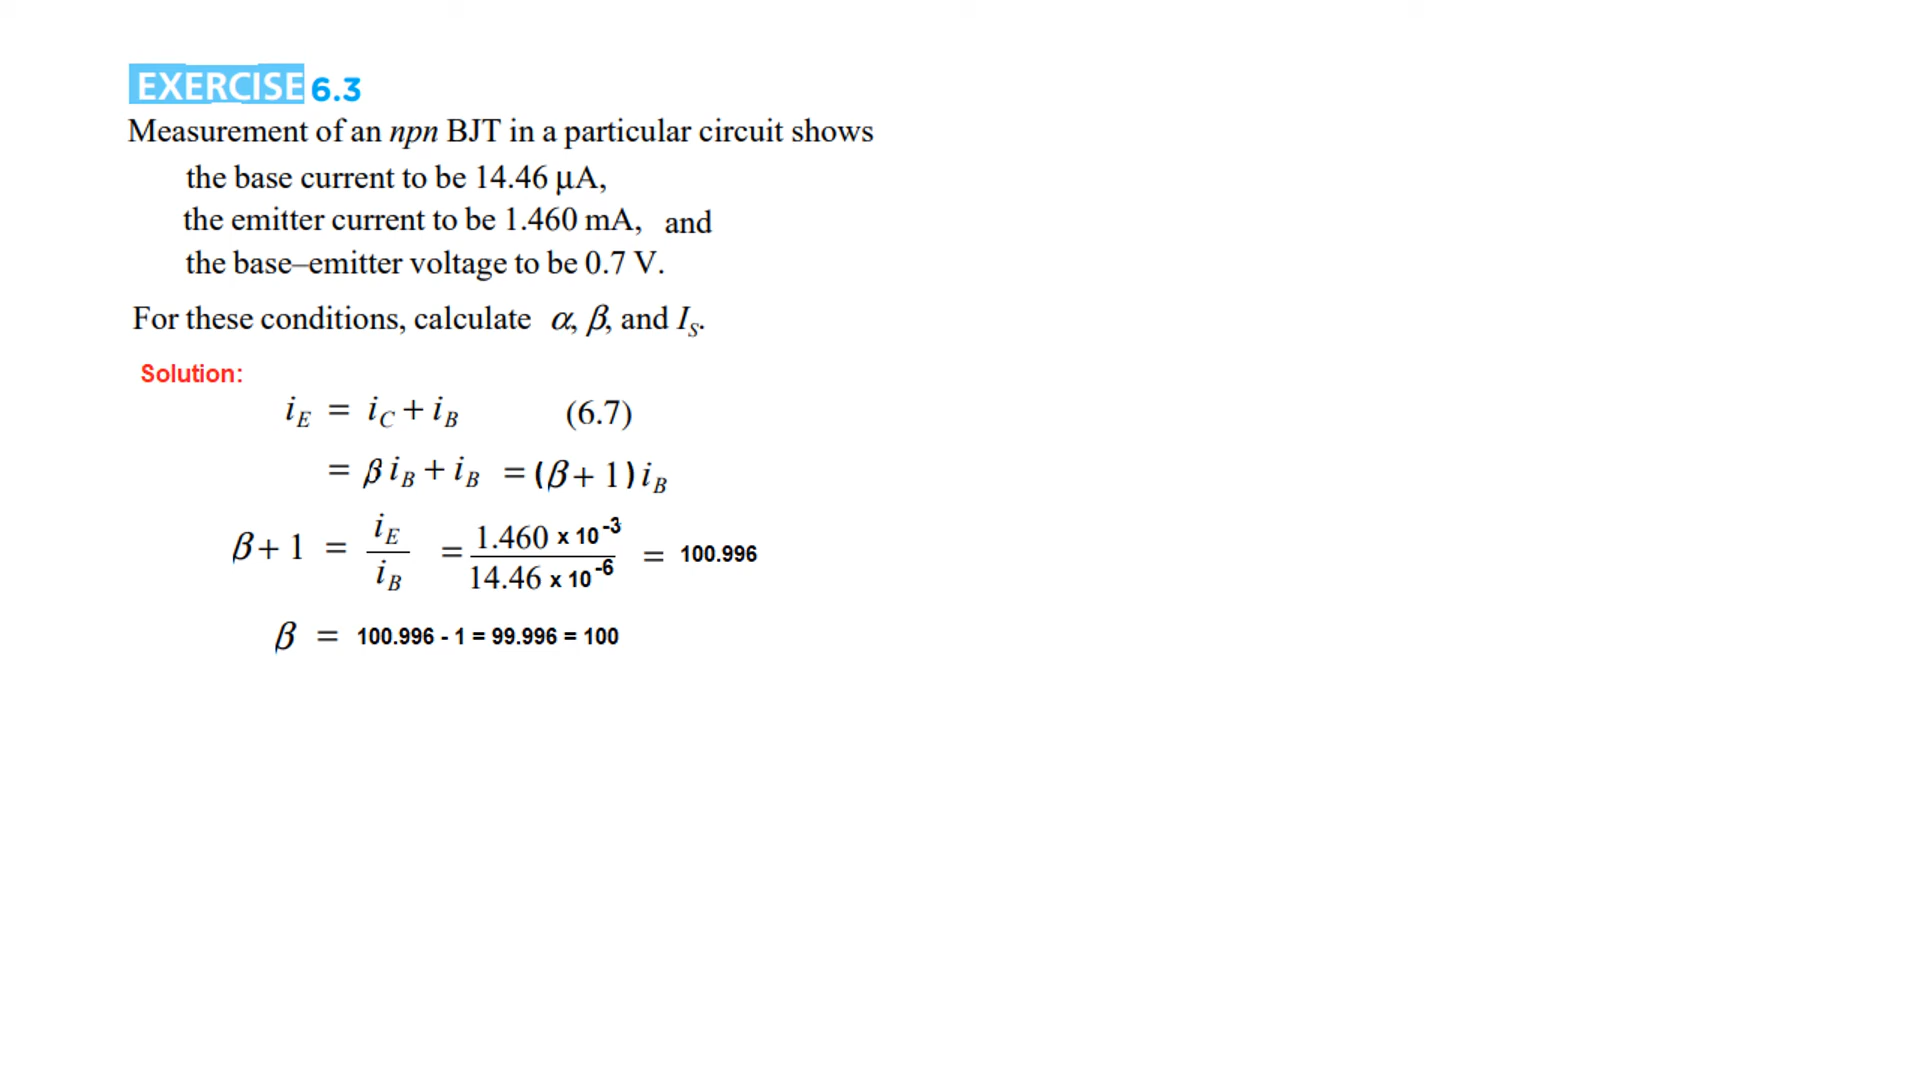 EXERCISE 6.3
Measurement of an npn BJT in a particular circuit shows
the base current to be 14.46 μA,
the emitter current to be 1.460 mA, and
the base–emitter voltage to be 0.7 V.
For these conditions, calculate α, β, and I_S.
Solution:
i_E = i_C + i_B (6.7)
= β i_B + i_B = (β + 1) i_B
β + 1 = i_E / i_B = 1.460 x 10^-3 / 14.46 x 10^-6 = 100.996
β = 100.996 - 1 = 99.996 = 100